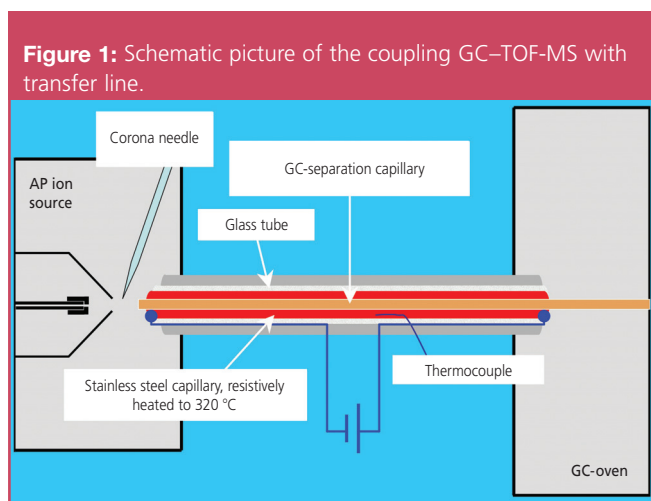 Figure 1: Schematic picture of the coupling GC–TOF-MS with
transfer line.
Corona needle
GC-separation capillary
AP ion
source
Glass tube
Stainless steel capillary, resistively
heated to 320 °C
Thermocouple
GC-oven